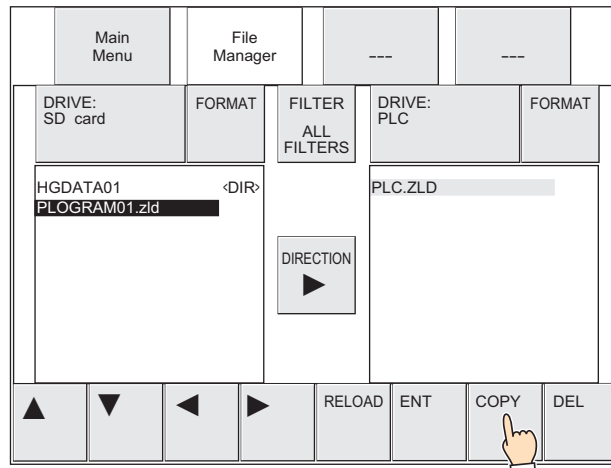 Main
Menu
File
Manager
---
---
DRIVE:
SD card
FORMAT
FILTER
ALL
FILTERS
DRIVE:
PLC
FORMAT
HGDATA01 <DIR>
PLOGRAM01.zld
PLC.ZLD
DIRECTION
RELOAD
ENT
COPY
DEL